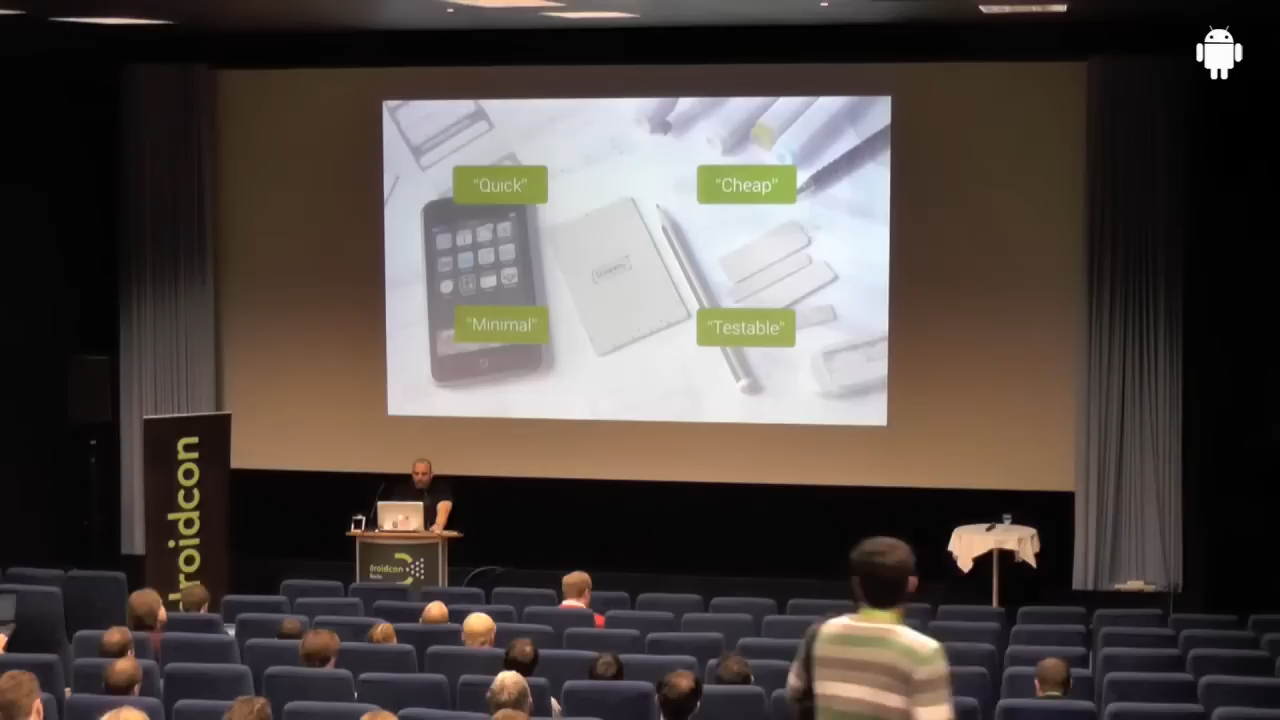 "Quick"
"Cheap"
"Minimal"
"Testable"
droidcon
droidcon